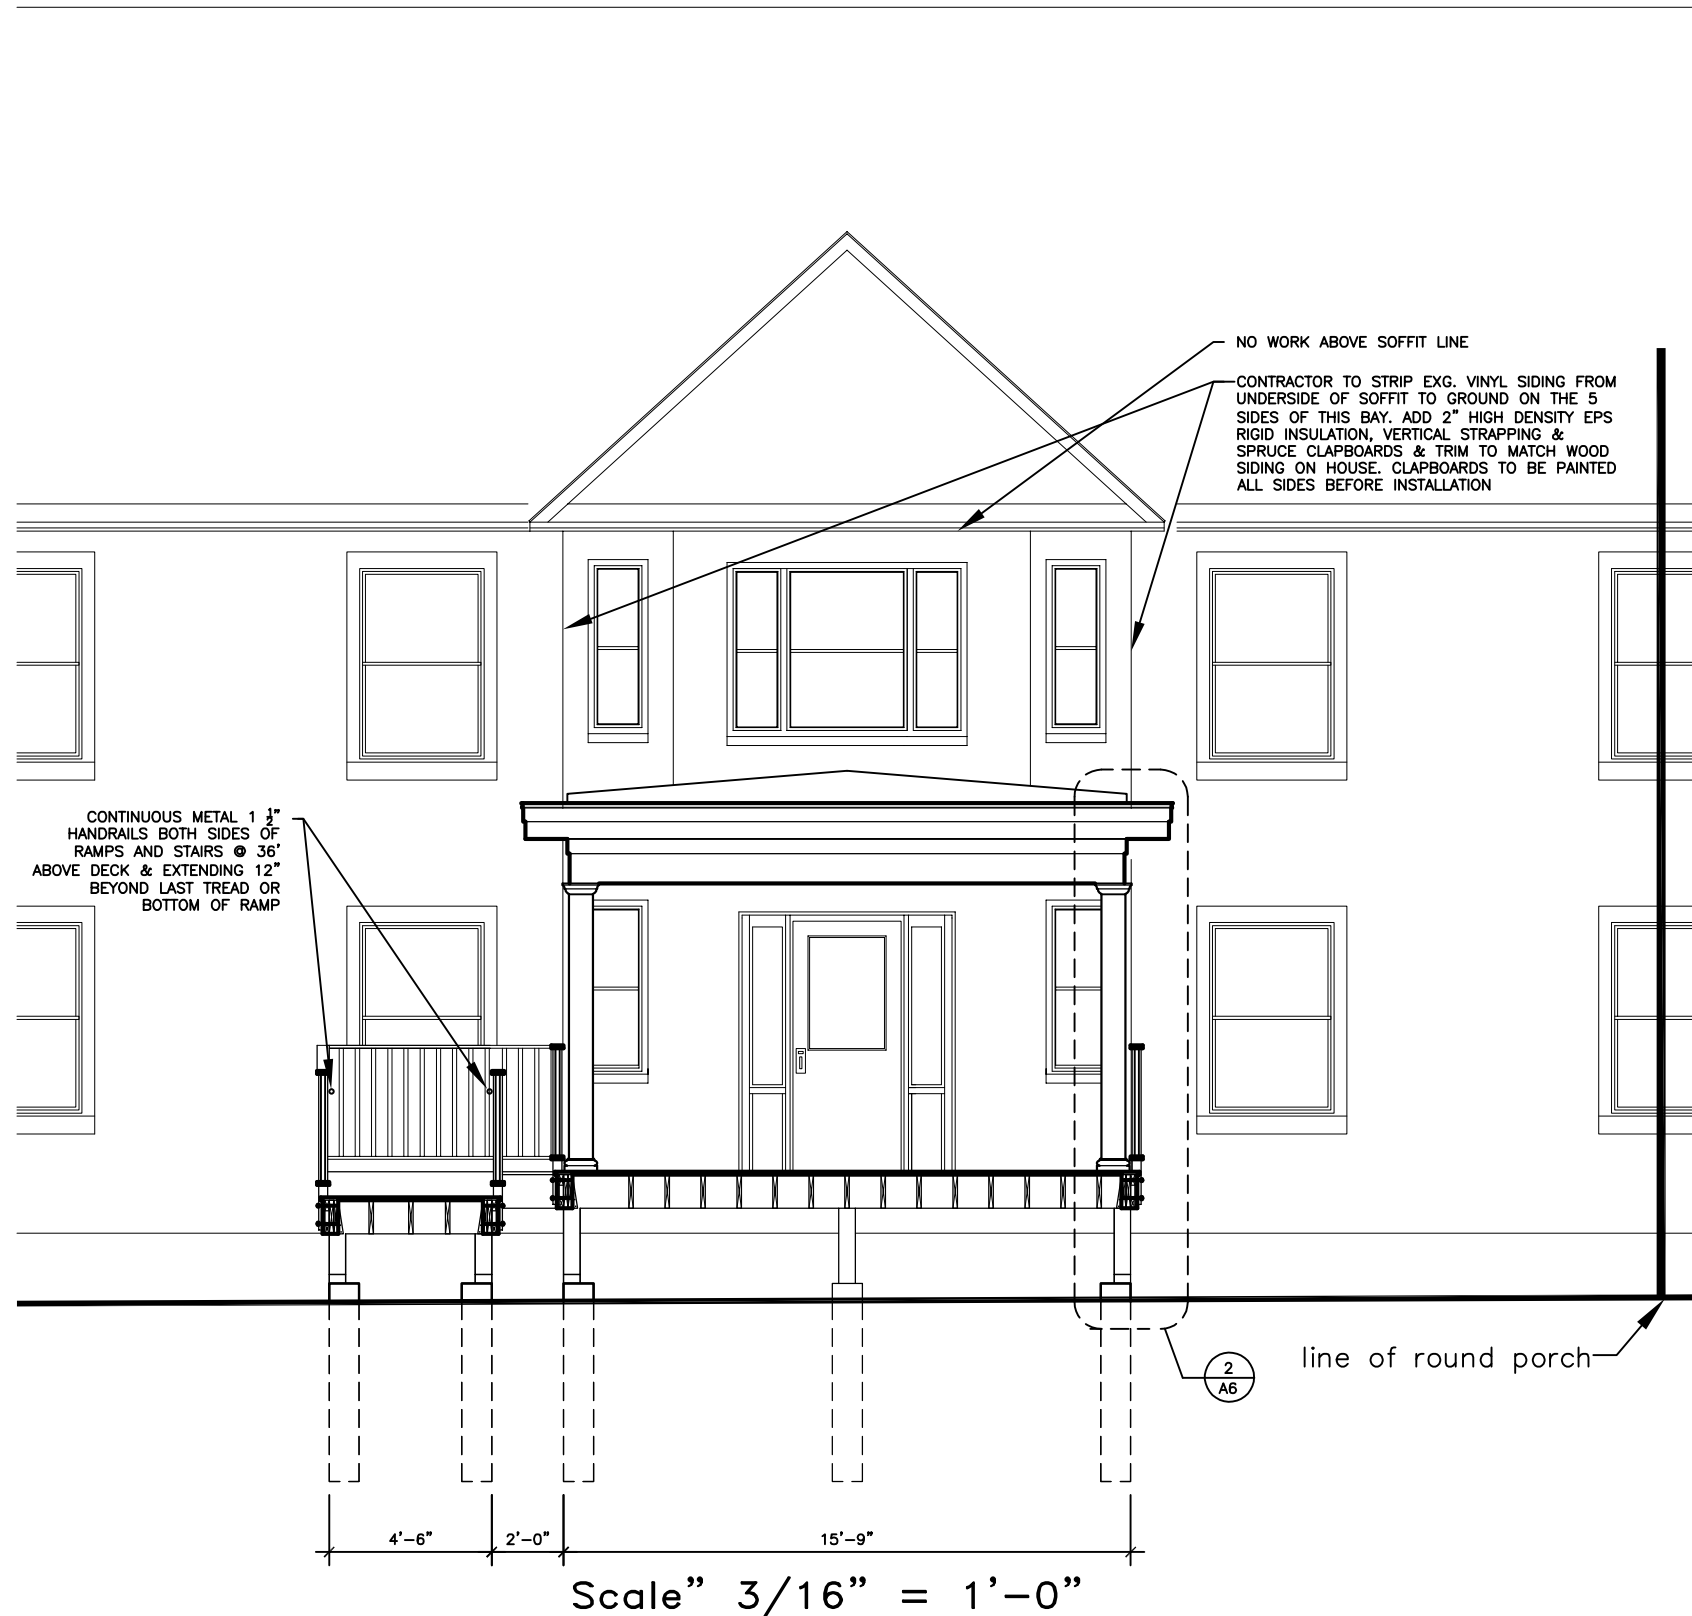 NO WORK ABOVE SOFFIT LINE
CONTRACTOR TO STRIP EXG. VINYL SIDING FROM
UNDERSIDE OF SOFFIT TO GROUND ON THE 5
SIDES OF THIS BAY. ADD 2" HIGH DENSITY EPS
RIGID INSULATION, VERTICAL STRAPPING &
SPRUCE CLAPBOARDS & TRIM TO MATCH WOOD
SIDING ON HOUSE. CLAPBOARDS TO BE PAINTED
ALL SIDES BEFORE INSTALLATION
CONTINUOUS METAL 1 1/2"
HANDRAILS BOTH SIDES OF
RAMPS AND STAIRS @ 36'
ABOVE DECK & EXTENDING 12"
BEYOND LAST TREAD OR
BOTTOM OF RAMP
line of round porch
2
A6
4'-6"
2'-0"
15'-9"
Scale" 3/16" = 1'-0"